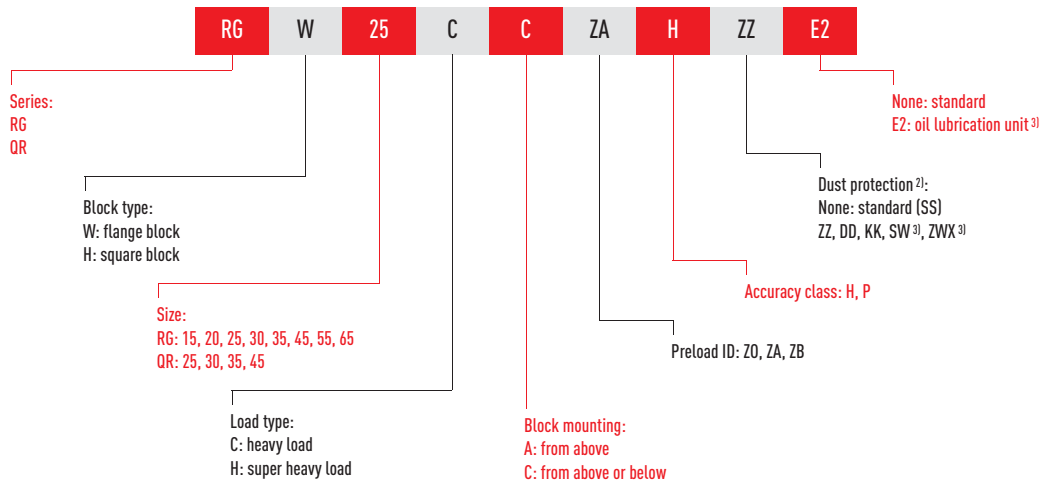 RG W 25 C C ZA H ZZ E2
Series:
RG
QR
None: standard
E2: oil lubrication unit 3)
Block type:
W: flange block
H: square block
Dust protection 2):
None: standard (SS)
ZZ, DD, KK, SW 3), ZWX 3)
Size:
RG: 15, 20, 25, 30, 35, 45, 55, 65
QR: 25, 30, 35, 45
Accuracy class: H, P
Preload ID: Z0, ZA, ZB
Load type:
C: heavy load
H: super heavy load
Block mounting:
A: from above
C: from above or below